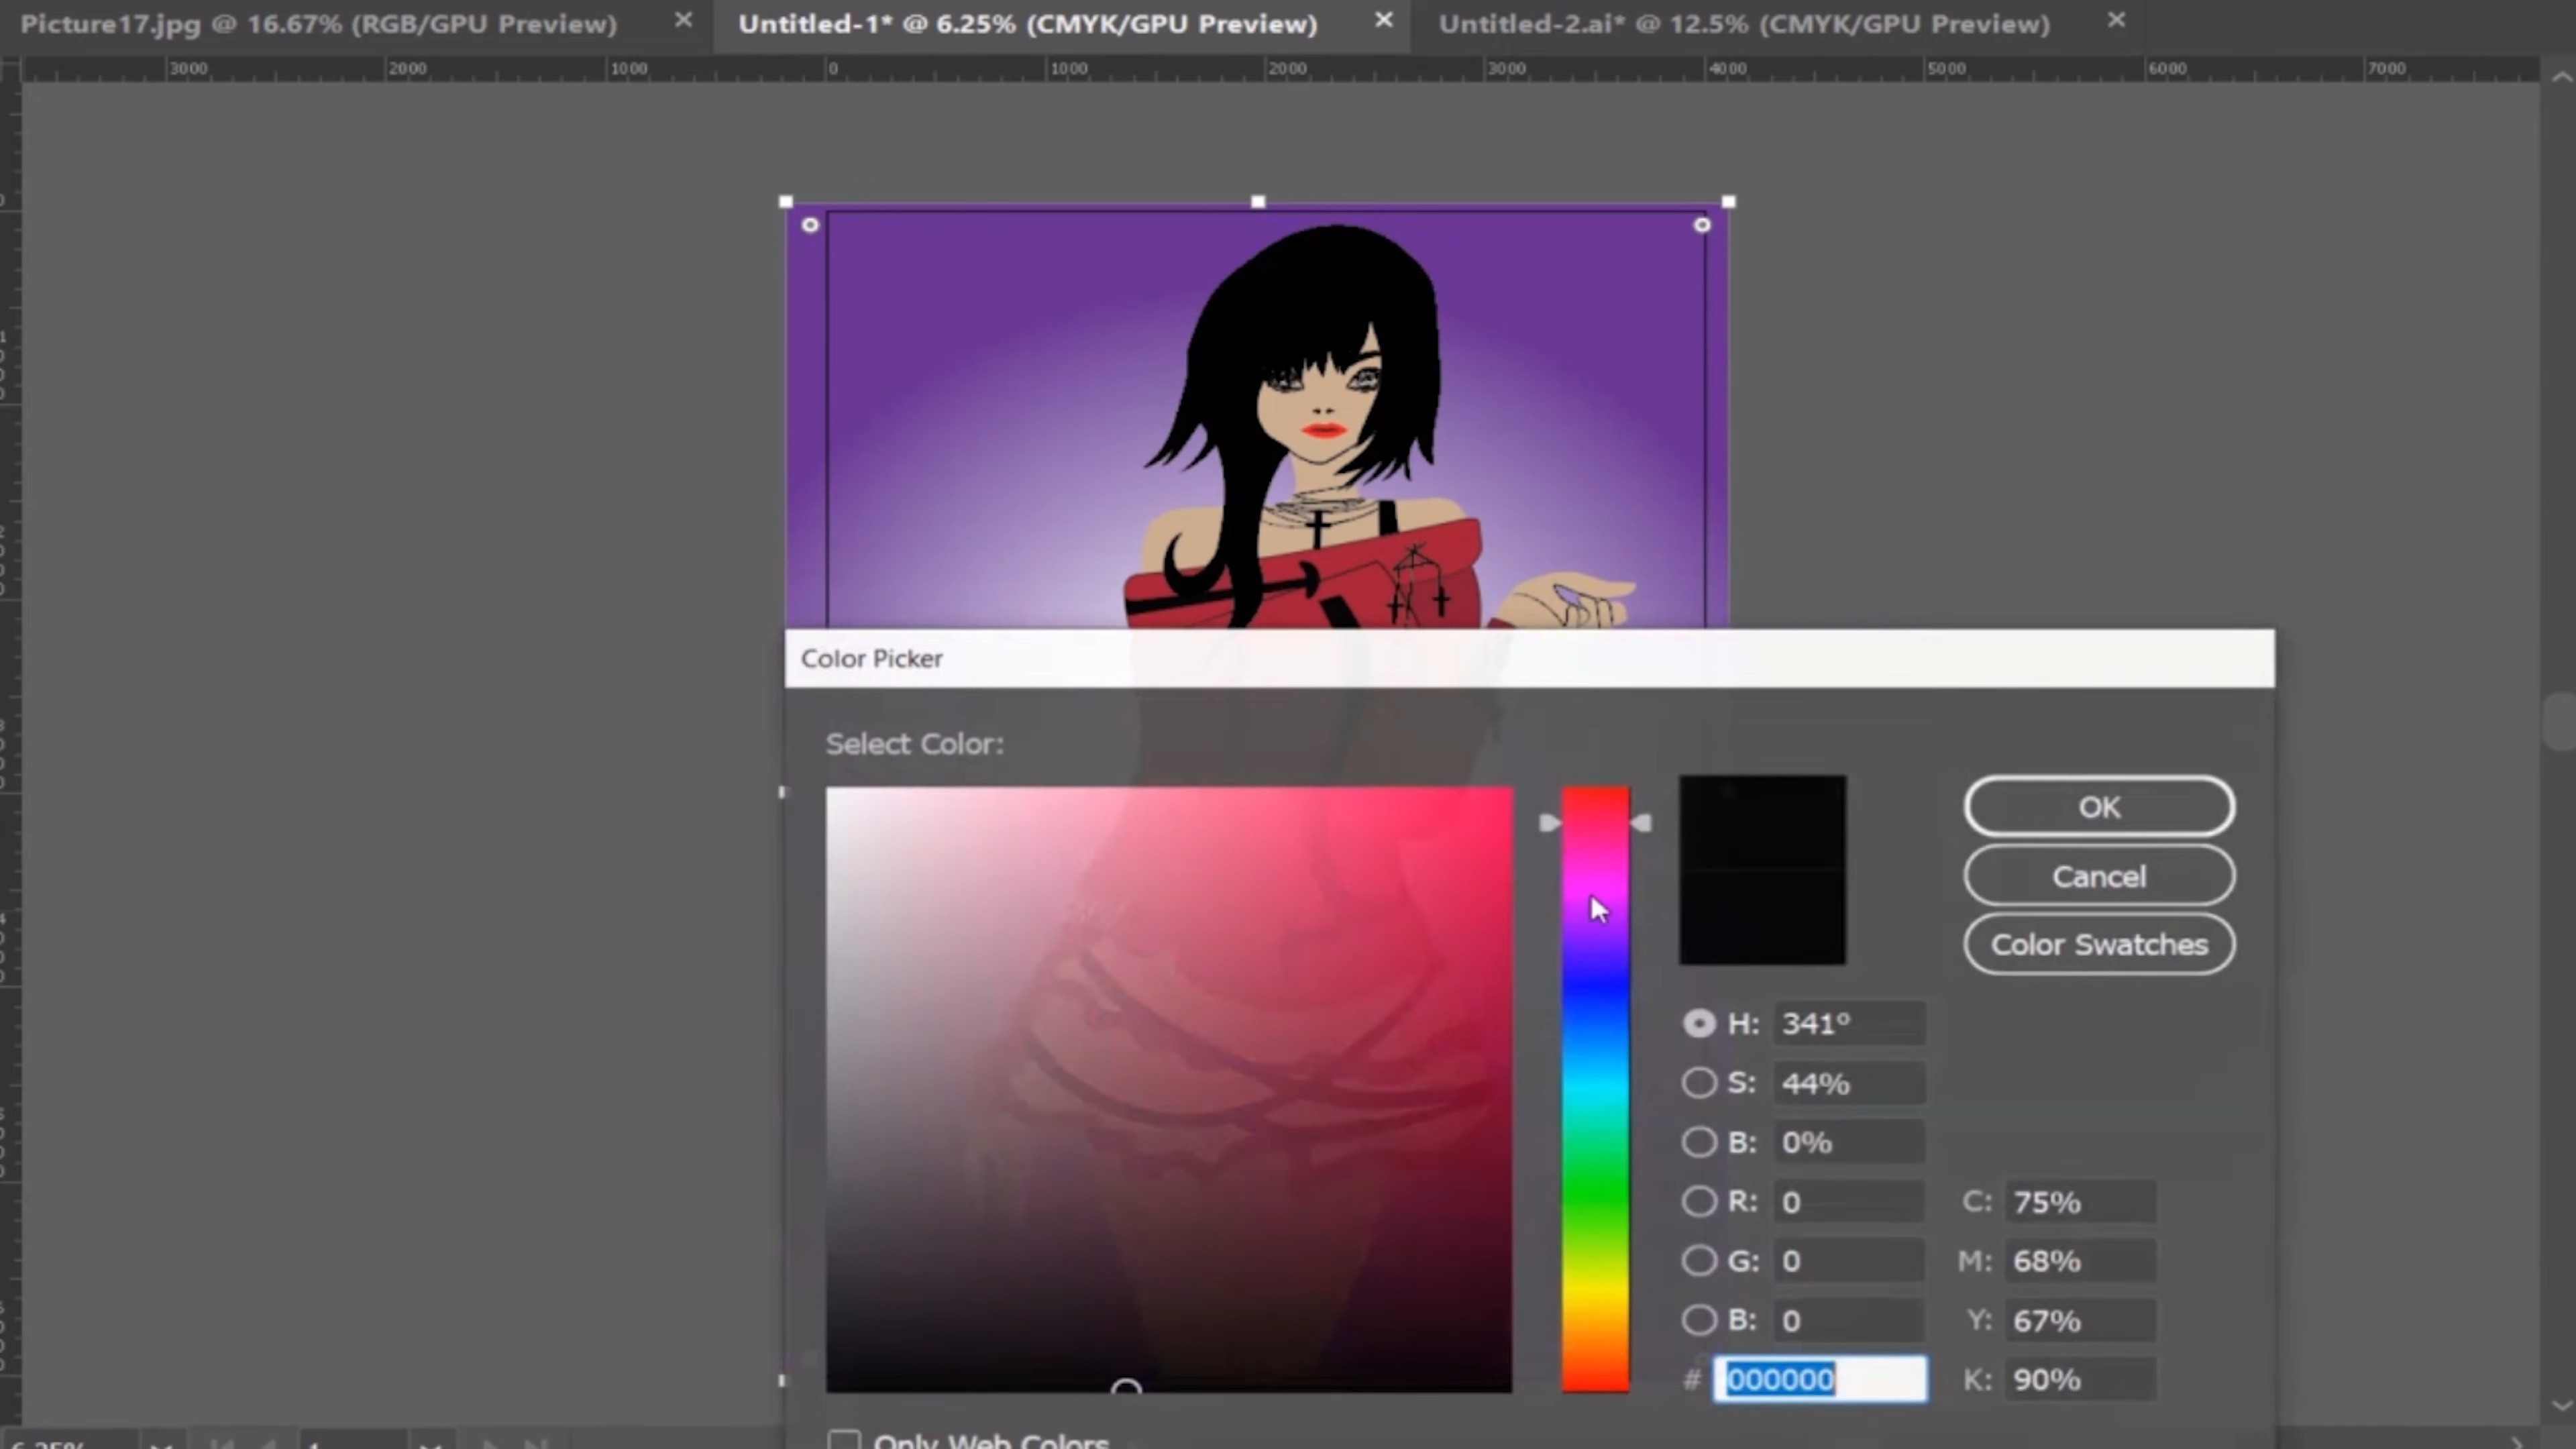 Picture17.jpg @ 16.67% (RGB/GPU Preview) × Untitled-1* @ 6.25% (CMYK/GPU Preview) × Untitled-2.ai* @ 12.5% (CMYK/GPU Preview) ×
3000 2000 1000 0 1000 2000 3000 4000 5000 6000 7000
Color Picker
Select Color:
OK
Cancel
Color Swatches
H: 341°
S: 44%
B: 0%
R: 0 C: 75%
G: 0 M: 68%
B: 0 Y: 67%
# 000000 K: 90%
Only Web Colors
6.25%